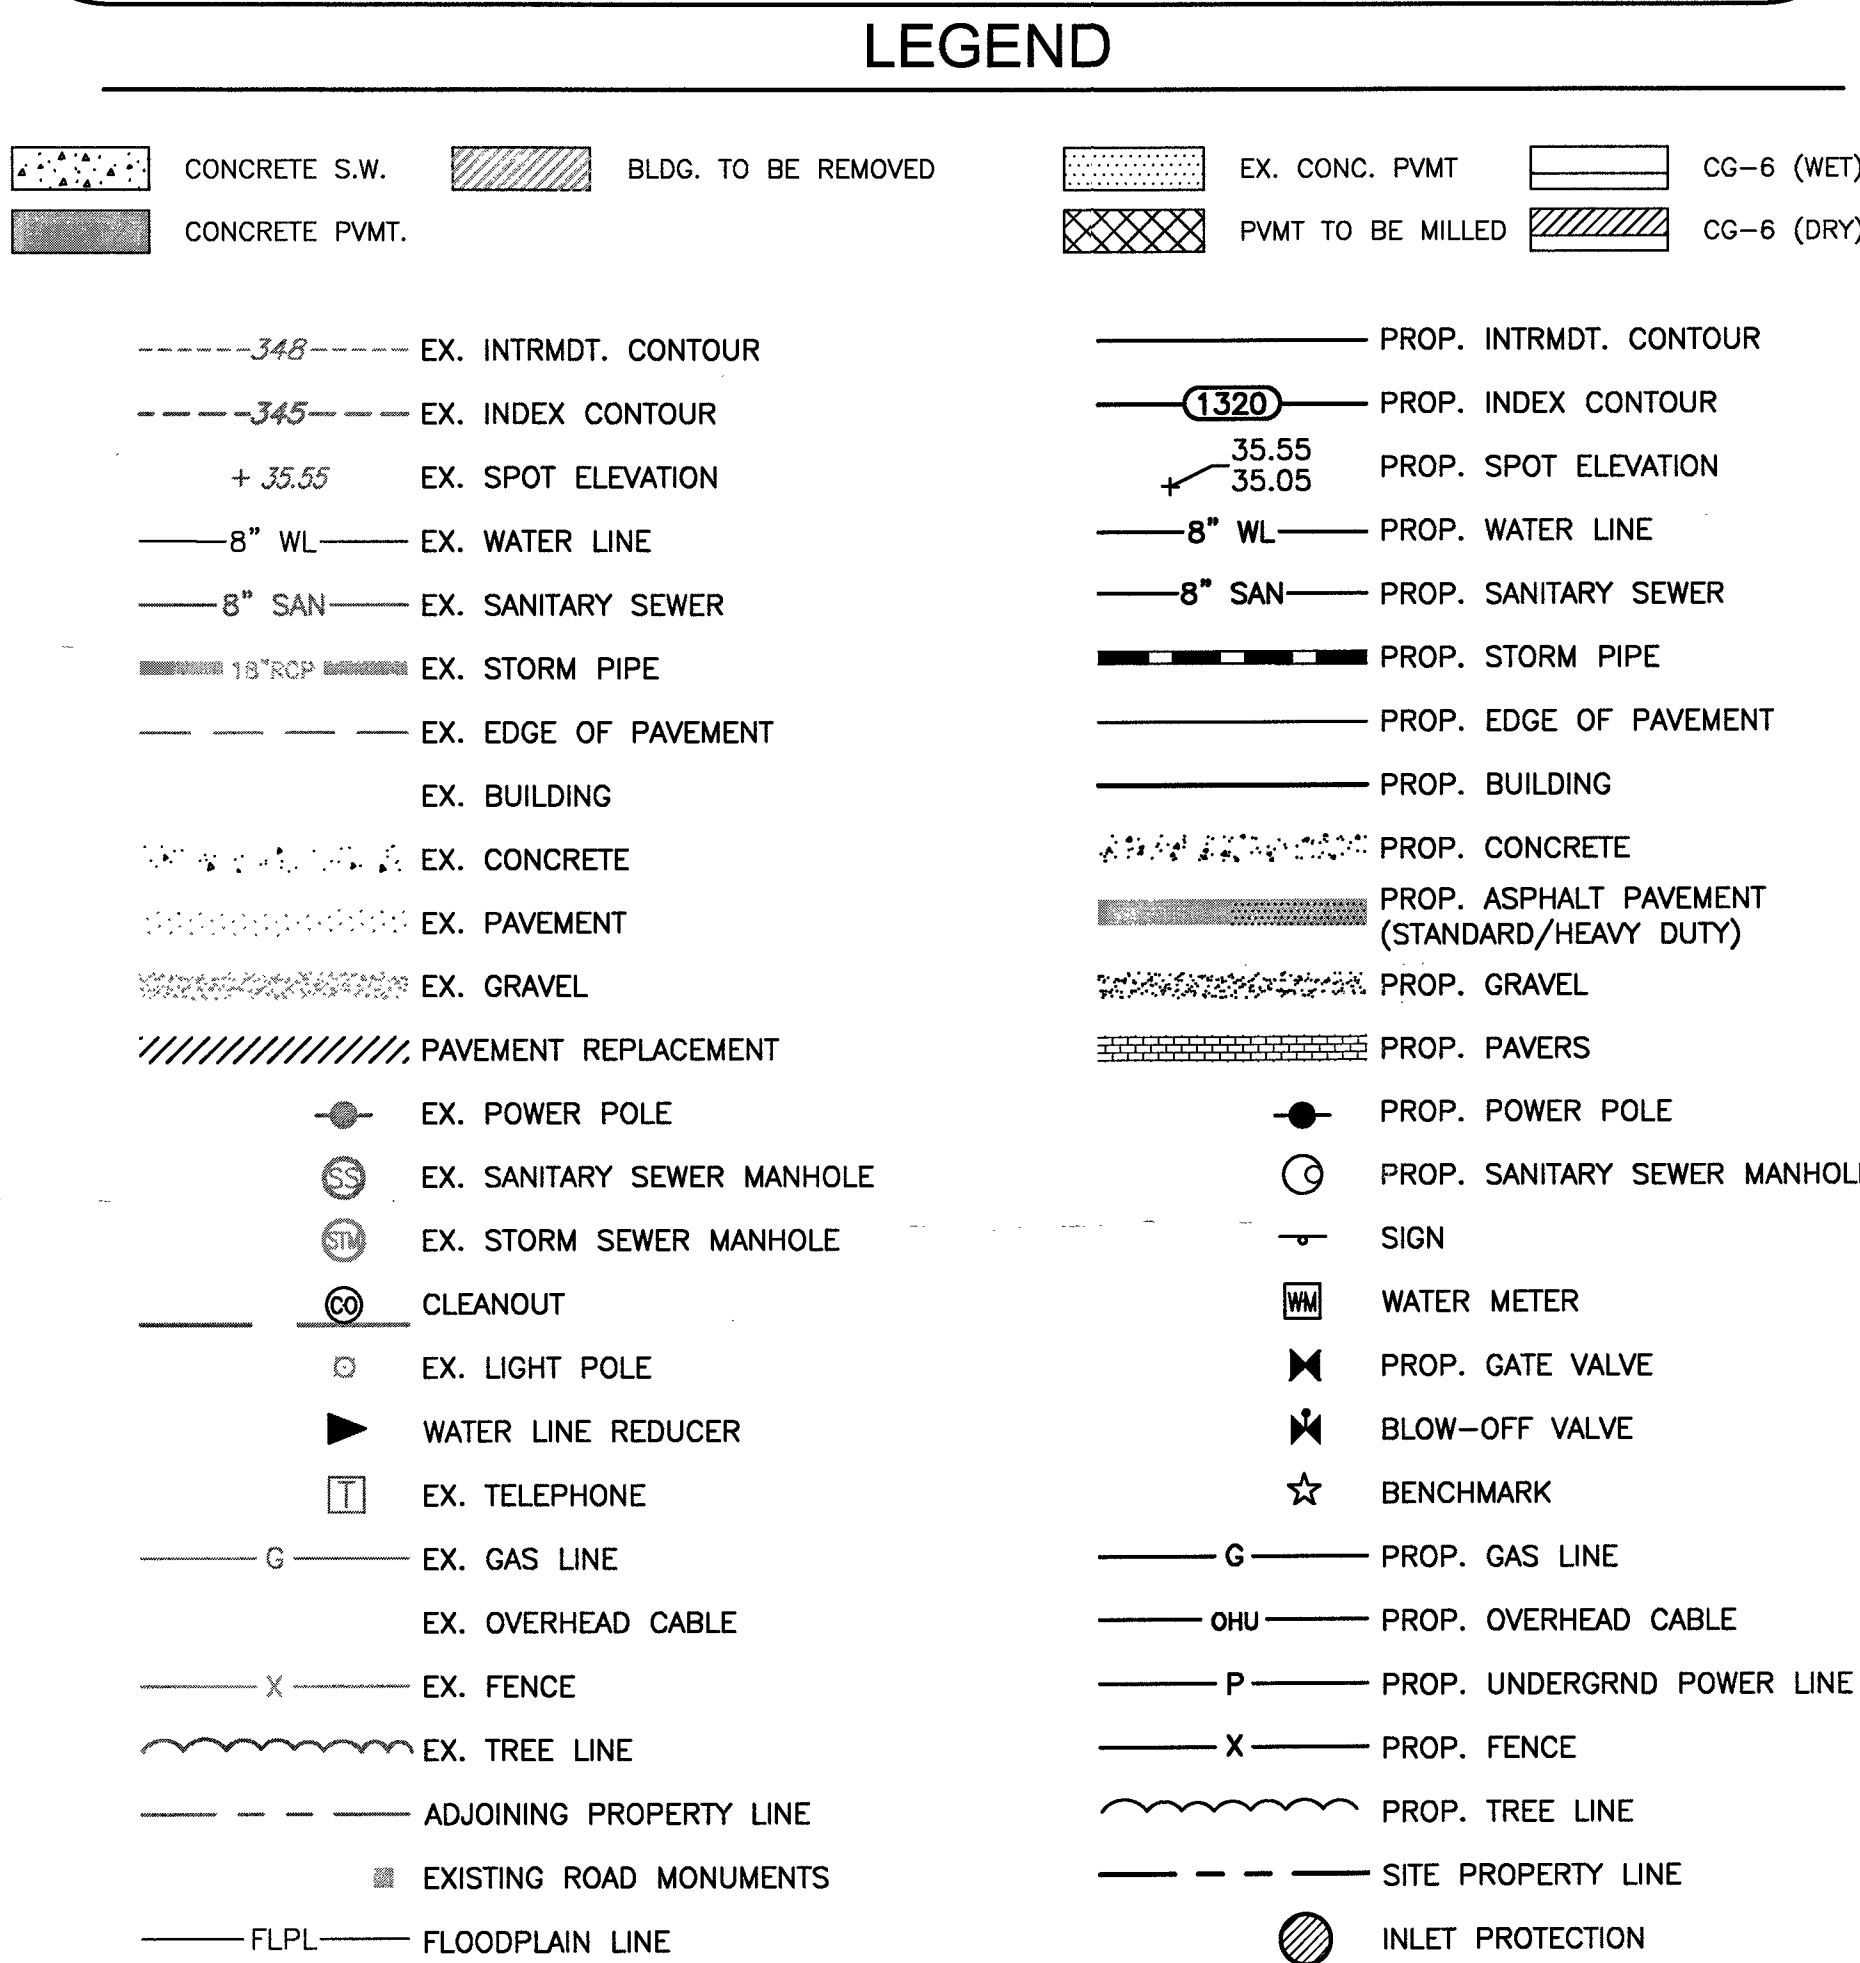 LEGEND
CONCRETE S.W.
BLDG. TO BE REMOVED
EX. CONC. PVMT
CG-6 (WET)
CONCRETE PVMT.
PVMT TO BE MILLED
CG-6 (DRY)
348 EX. INTRMDT. CONTOUR
345 EX. INDEX CONTOUR
+ 35.55 EX. SPOT ELEVATION
8" WL EX. WATER LINE
8" SAN EX. SANITARY SEWER
18"RCP EX. STORM PIPE
EX. EDGE OF PAVEMENT
EX. BUILDING
EX. CONCRETE
EX. PAVEMENT
EX. GRAVEL
PAVEMENT REPLACEMENT
EX. POWER POLE
SS EX. SANITARY SEWER MANHOLE
STM EX. STORM SEWER MANHOLE
CO CLEANOUT
EX. LIGHT POLE
WATER LINE REDUCER
T EX. TELEPHONE
G EX. GAS LINE
EX. OVERHEAD CABLE
X EX. FENCE
EX. TREE LINE
ADJOINING PROPERTY LINE
EXISTING ROAD MONUMENTS
FLPL FLOODPLAIN LINE
PROP. INTRMDT. CONTOUR
1320 PROP. INDEX CONTOUR
35.55
35.05
PROP. SPOT ELEVATION
8" WL PROP. WATER LINE
8" SAN PROP. SANITARY SEWER
PROP. STORM PIPE
PROP. EDGE OF PAVEMENT
PROP. BUILDING
PROP. CONCRETE
PROP. ASPHALT PAVEMENT
(STANDARD/HEAVY DUTY)
PROP. GRAVEL
PROP. PAVERS
PROP. POWER POLE
PROP. SANITARY SEWER MANHOL
SIGN
WM WATER METER
PROP. GATE VALVE
BLOW-OFF VALVE
BENCHMARK
G PROP. GAS LINE
OHU PROP. OVERHEAD CABLE
P PROP. UNDERGRND POWER LINE
X PROP. FENCE
PROP. TREE LINE
SITE PROPERTY LINE
INLET PROTECTION